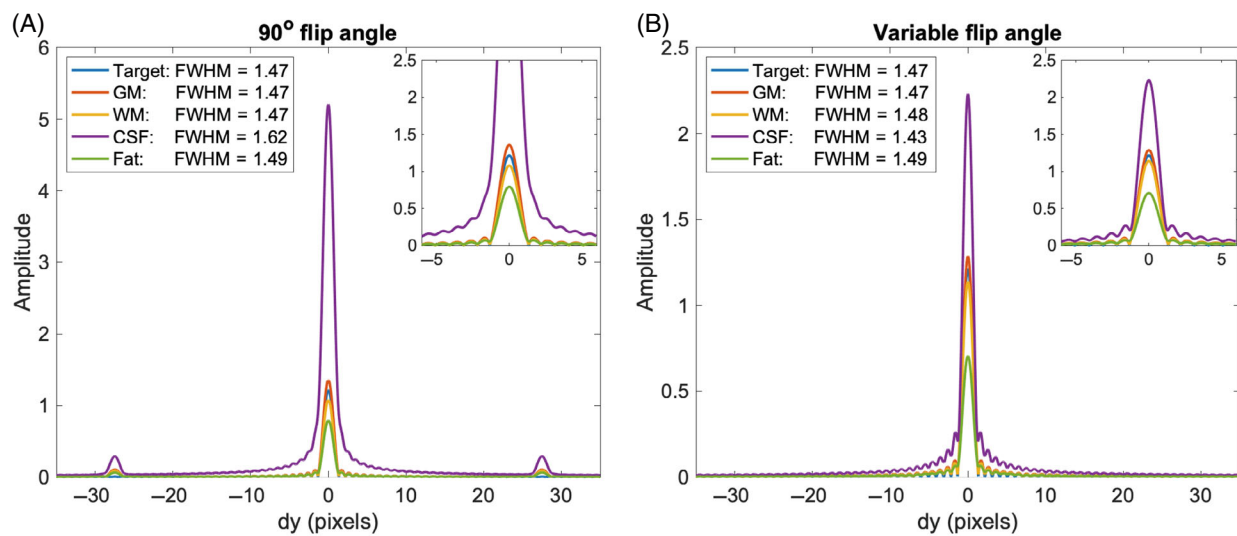 (A)
90° flip angle
Target: FWHM = 1.47
GM: FWHM = 1.47
WM: FWHM = 1.47
CSF: FWHM = 1.62
Fat: FWHM = 1.49
2.5
2
1.5
1
0.5
0
−5 0 5
6
5
4
3
2
1
0
Amplitude
−30 −20 −10 0 10 20 30
dy (pixels)
(B)
Variable flip angle
Target: FWHM = 1.47
GM: FWHM = 1.47
WM: FWHM = 1.48
CSF: FWHM = 1.43
Fat: FWHM = 1.49
2.5
2
1.5
1
0.5
0
−5 0 5
2.5
2
1.5
1
0.5
0
Amplitude
−30 −20 −10 0 10 20 30
dy (pixels)